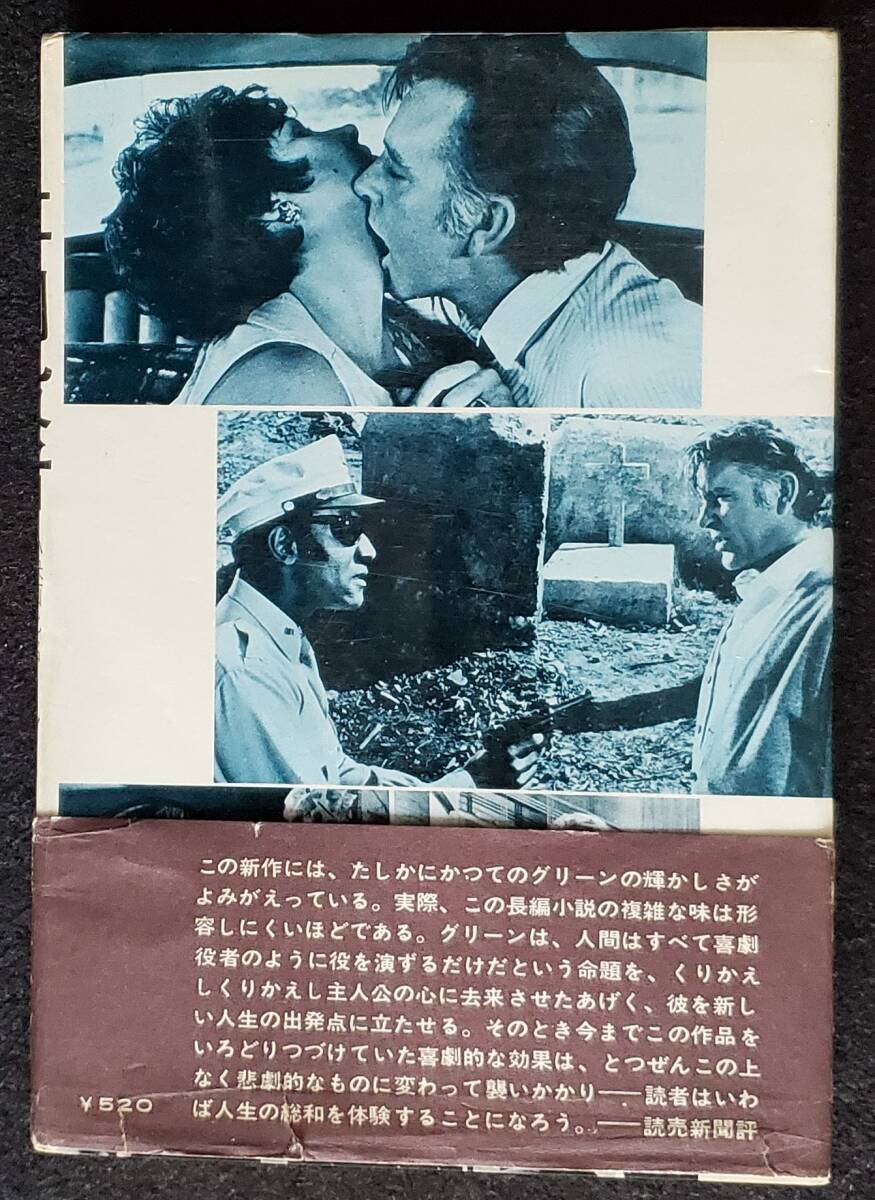 この新作には、たしかにかつてのグリーンの輝かしさが
よみがえっている。実際、この長編小説の複雑な味は形
容しにくいほどである。グリーンは、人間はすべて喜劇
役者のように役を演ずるだけだという命題を、くりかえ
しくりかえし主人公の心に去来させたあげく、彼を新し
い人生の出発点に立たせる。そのとき今までこの作品を
いろどりつづけていた喜劇的な効果は、とつぜんこの上
なく悲劇的なものに変わって襲いかかり──読者はいわ
ば人生の総和を体験することになろう。──読売新聞評
¥520